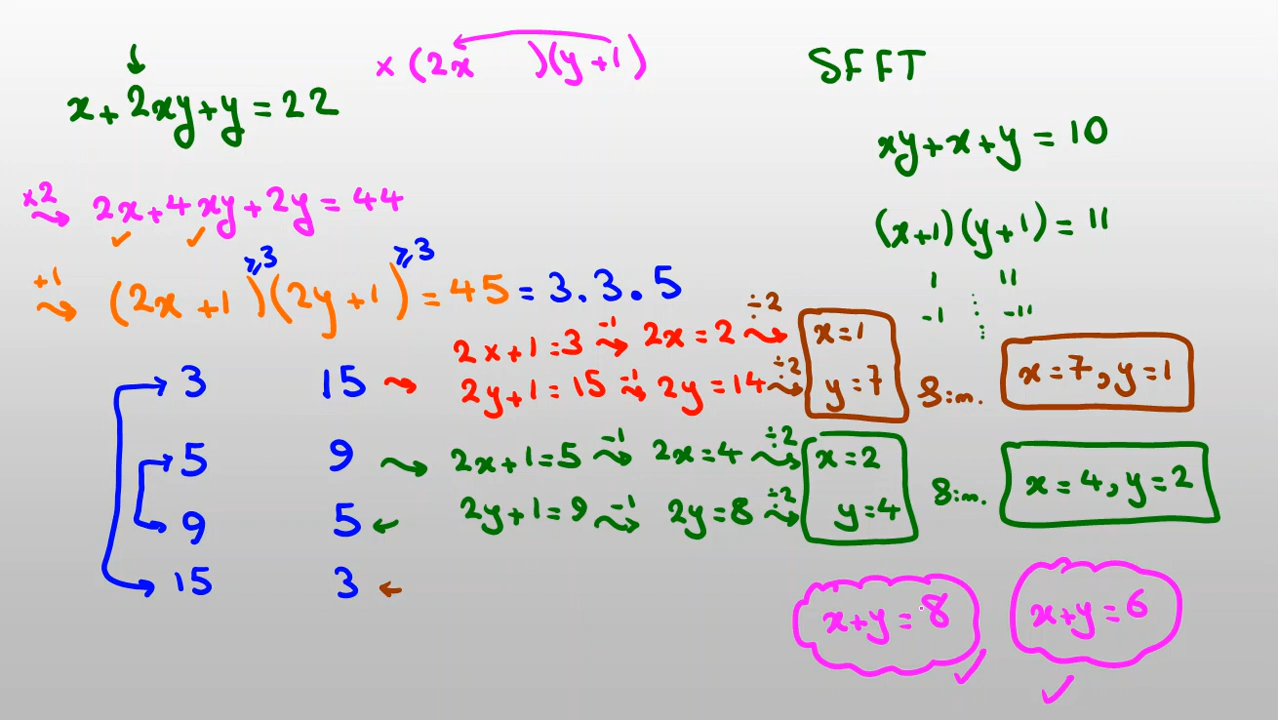 x + 2xy + y = 22
×(2x )(y + 1)
SFFT
xy + x + y = 10
(x+1)(y+1) = 11
1 11
-1 -11
×2 2x + 4xy + 2y = 44
+1 (2x + 1)(2y + 1) = 45 = 3 . 3 . 5
≥3 ≥3
3 15
2x + 1 = 3 -1 2x = 2 ÷2 x = 1
2y + 1 = 15 -1 2y = 14 ÷2 y = 7
Sim. x = 7, y = 1
5 9
2x + 1 = 5 -1 2x = 4 ÷2 x = 2
2y + 1 = 9 -1 2y = 8 ÷2 y = 4
Sim. x = 4, y = 2
9 5
15 3
x + y = 8
x + y = 6